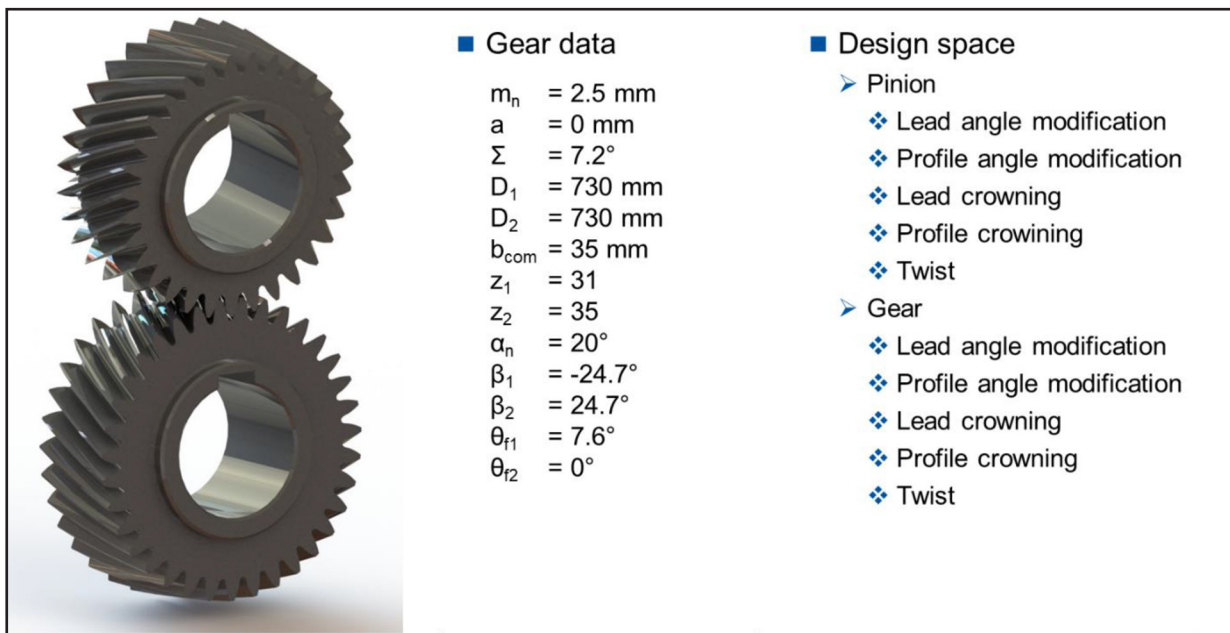 Gear data
mₙ = 2.5 mm
a = 0 mm
Σ = 7.2°
D₁ = 730 mm
D₂ = 730 mm
b_com = 35 mm
z₁ = 31
z₂ = 35
αₙ = 20°
β₁ = -24.7°
β₂ = 24.7°
θ_f1 = 7.6°
θ_f2 = 0°
Design space
Pinion
Lead angle modification
Profile angle modification
Lead crowning
Profile crowining
Twist
Gear
Lead angle modification
Profile angle modification
Lead crowning
Profile crowning
Twist